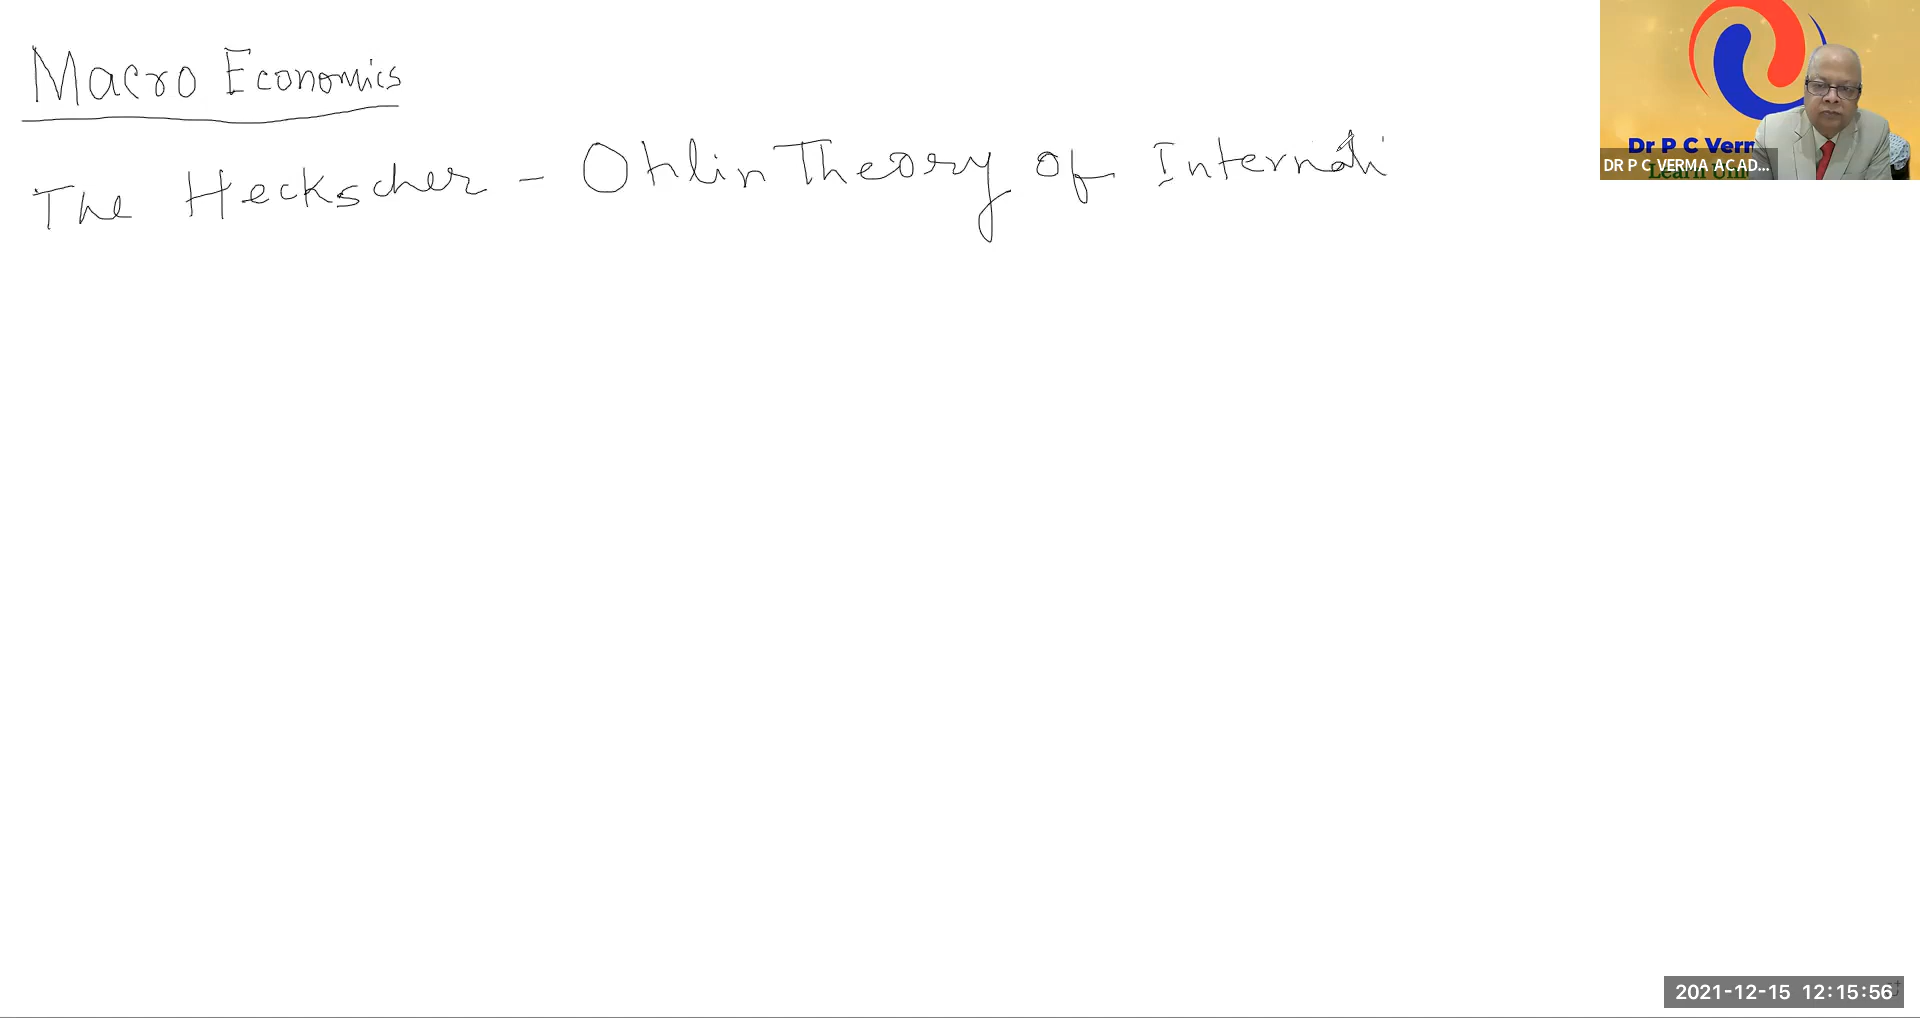 Macro Economics
The Heckscher - Ohlin Theory of Internati
Dr P C Verm
DR P C VERMA ACAD...
2021-12-15 12:15:56